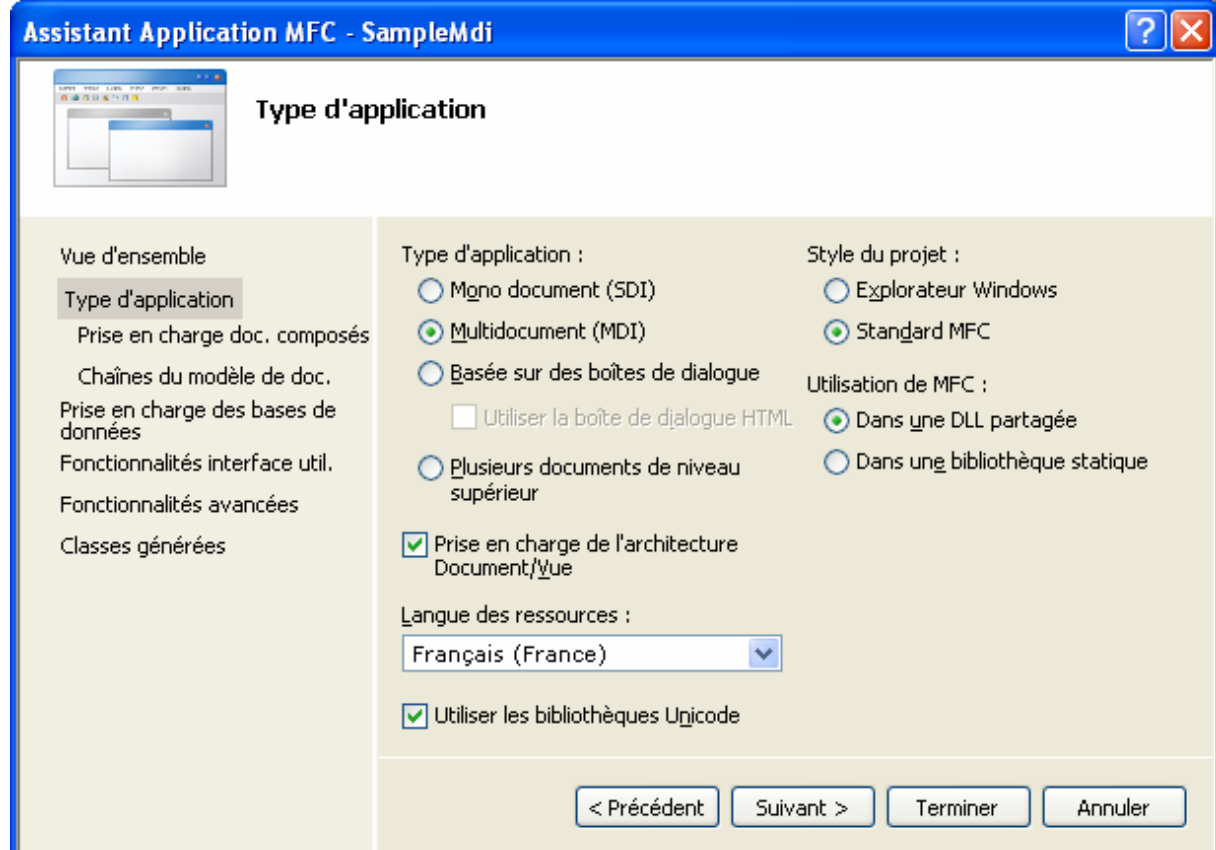 Assistant Application MFC - SampleMdi
Type d'application
Vue d'ensemble
Type d'application
Prise en charge doc. composés
Chaînes du modèle de doc.
Prise en charge des bases de
données
Fonctionnalités interface util.
Fonctionnalités avancées
Classes générées
Type d'application :
Mono document (SDI)
Multidocument (MDI)
Basée sur des boîtes de dialogue
Utiliser la boîte de dialogue HTML
Plusieurs documents de niveau
supérieur
Prise en charge de l'architecture
Document/Vue
Langue des ressources :
Français (France)
Utiliser les bibliothèques Unicode
Style du projet :
Explorateur Windows
Standard MFC
Utilisation de MFC :
Dans une DLL partagée
Dans une bibliothèque statique
< Précédent
Suivant >
Terminer
Annuler